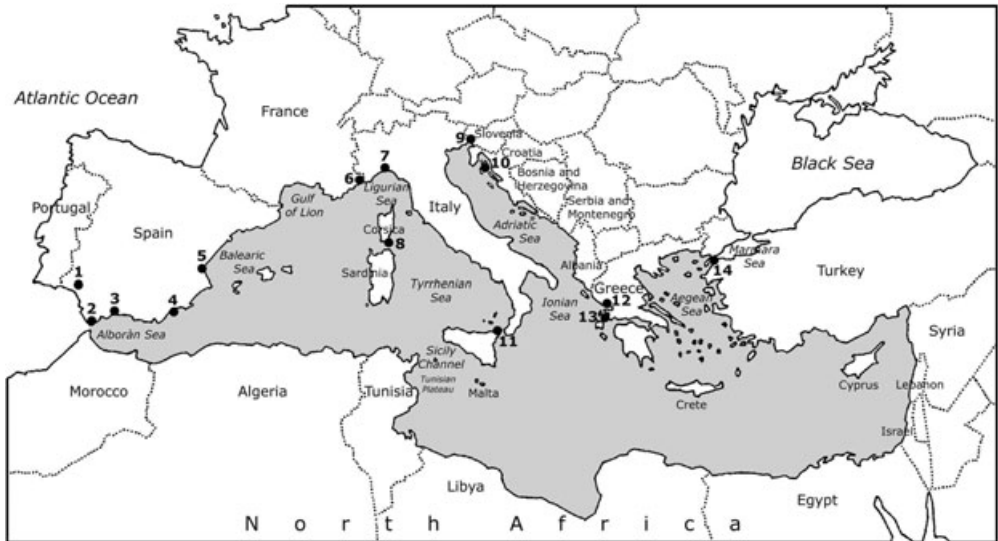 Atlantic Ocean
France
9
Slovenia
Croatia
10
Bosnia and
Herzegovina
Black Sea
7
6
Ligurian
Sea
Gulf
of Lion
Italy
Serbia and
Montenegro
Portugal
Spain
Corsica
8
Adriatic
Sea
Marmara
Sea
14
Balearic
Sea
5
Sardinia
Tyrrhenian
Sea
Albania
Turkey
1
Greece
12
Ionian
Sea
13
Aegean
Sea
2
3
4
Alboràn Sea
11
Syria
Sicily
Channel
Tunisian
Plateau
Morocco
Algeria
Tunisia
Malta
Crete
Cyprus
Lebanon
Israel
Libya
Egypt
North Africa